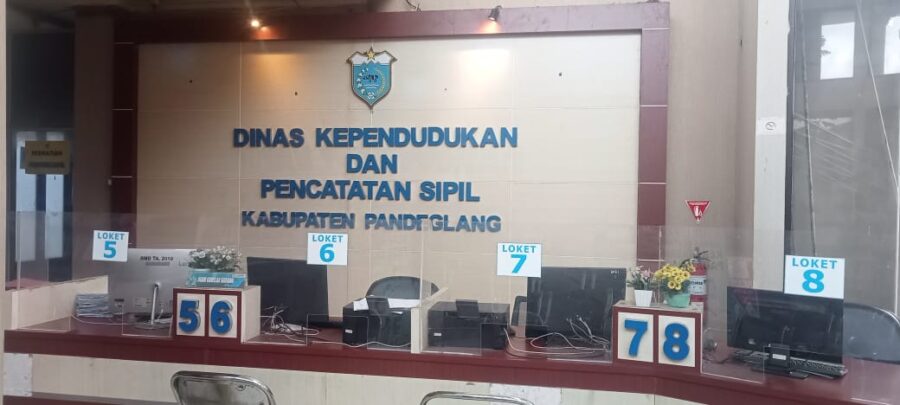 DINAS KEPENDUDUKAN
DAN
PENCATATAN SIPIL
KABUPATEN PANDEGLANG
LOKET
5
LOKET
6
LOKET
7
LOKET
8
5 6
7 8